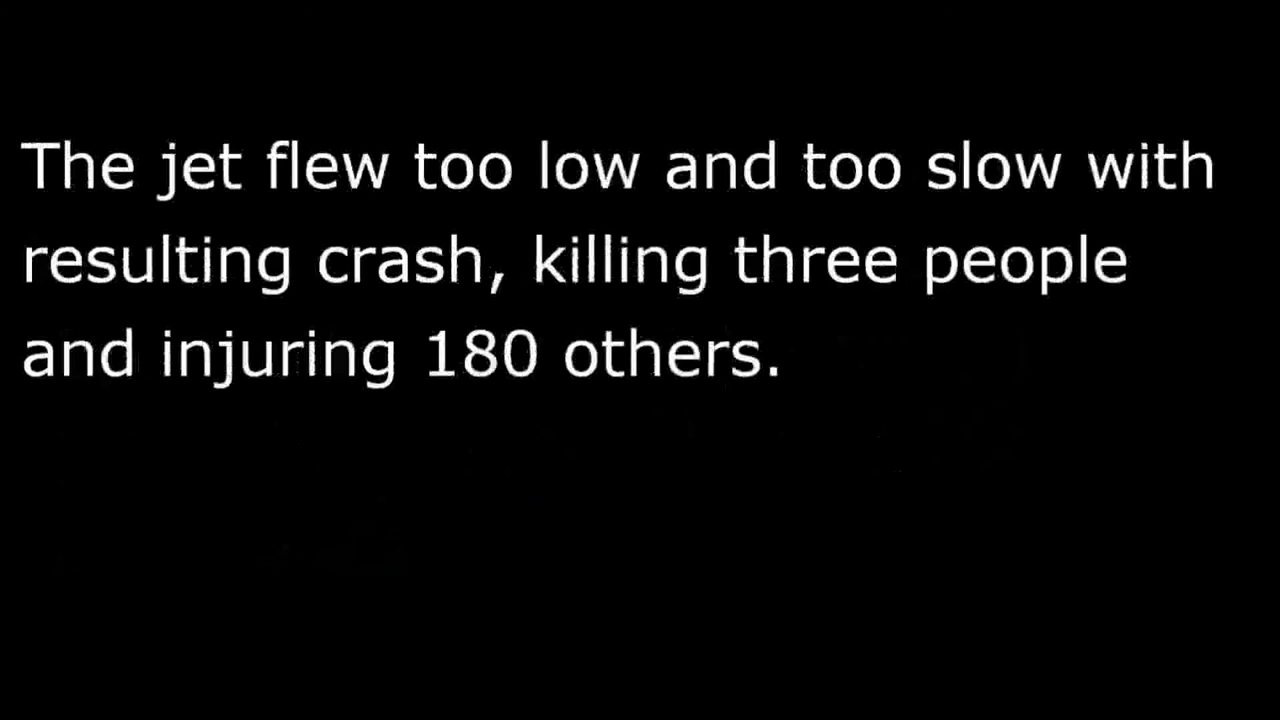 The jet flew too low and too slow with
resulting crash, killing three people
and injuring 180 others.